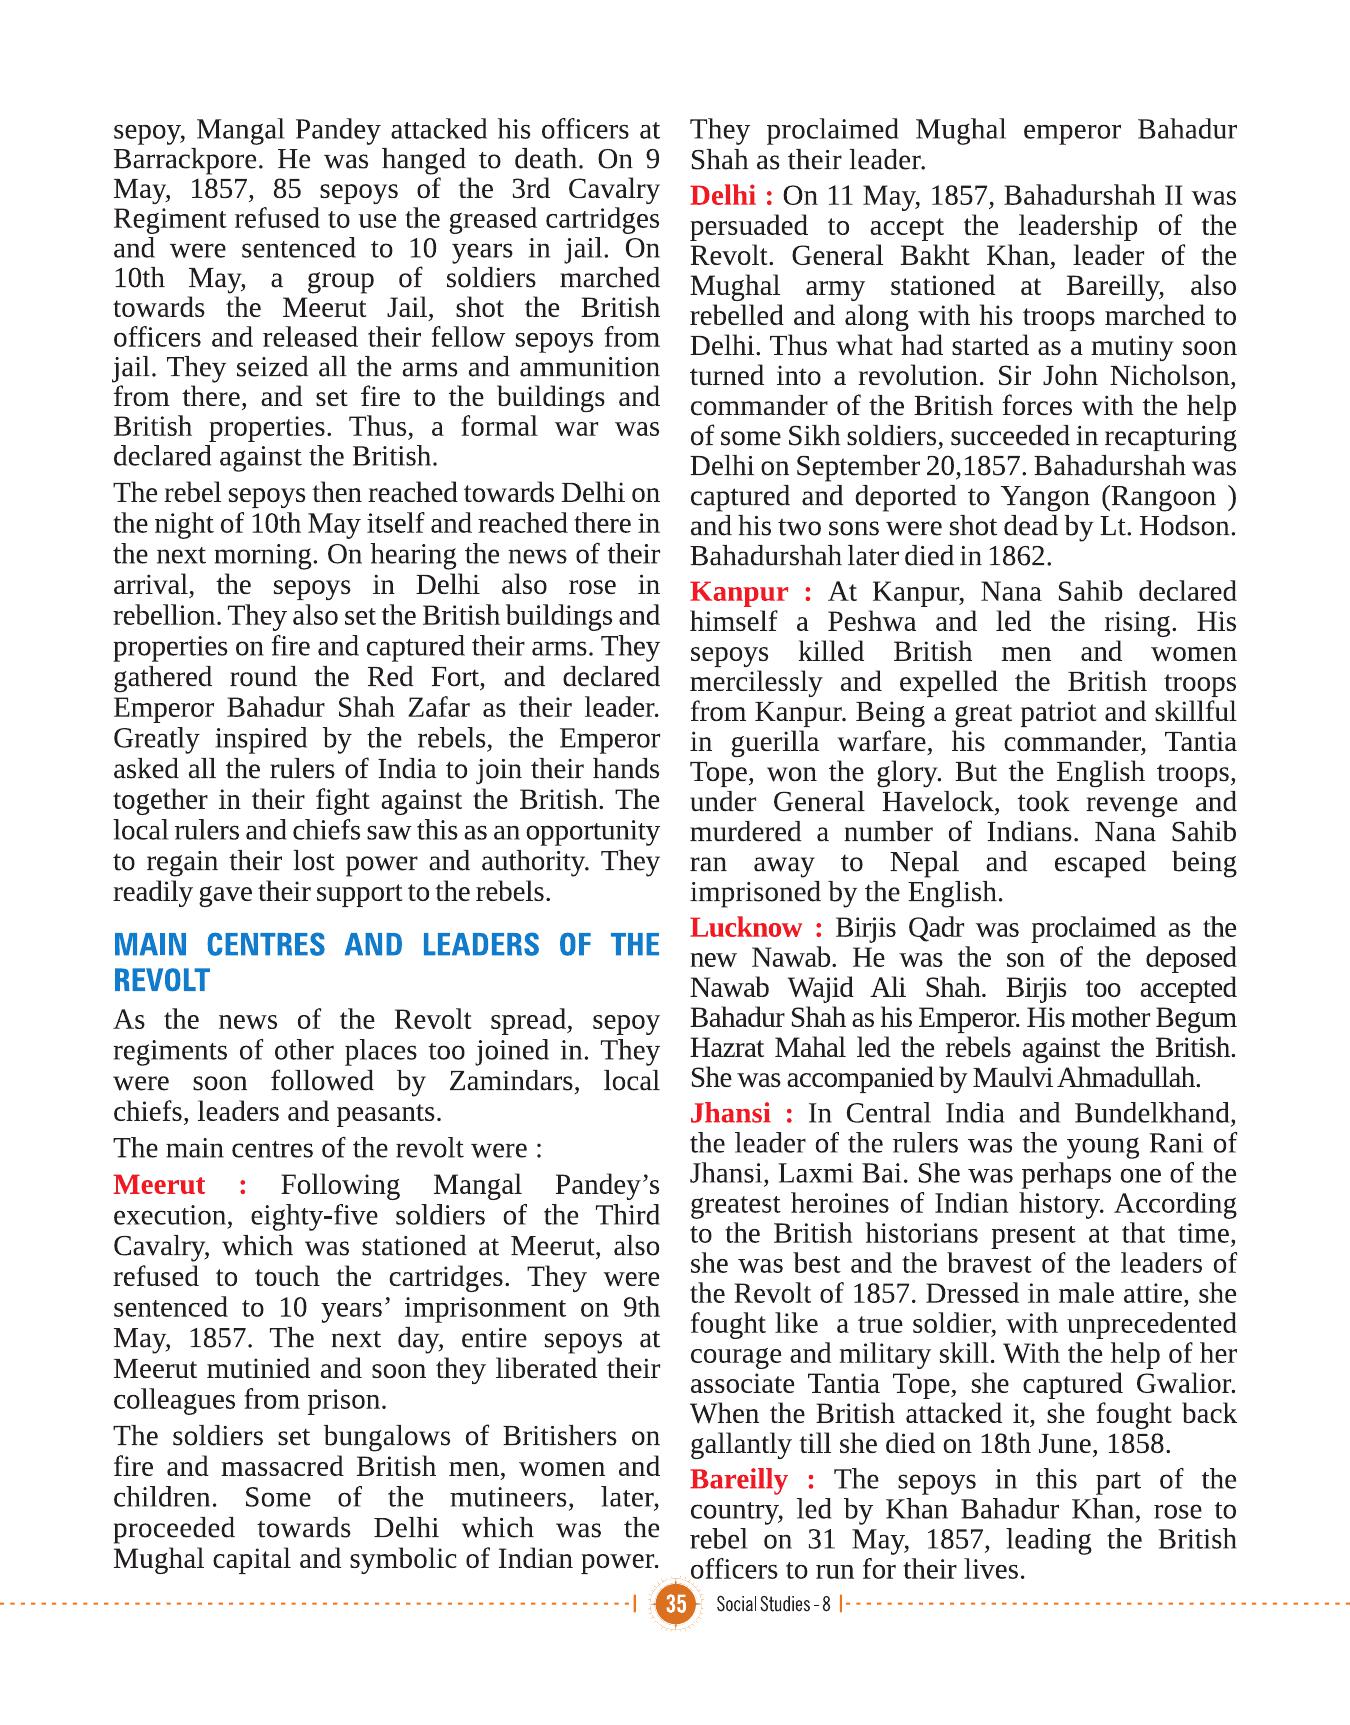 sepoy, Mangal Pandey attacked his officers at
Barrackpore. He was hanged to death. On 9
May, 1857, 85 sepoys of the 3rd Cavalry
Regiment refused to use the greased cartridges
and were sentenced to 10 years in jail. On
10th May, a group of soldiers marched
towards the Meerut Jail, shot the British
officers and released their fellow sepoys from
jail. They seized all the arms and ammunition
from there, and set fire to the buildings and
British properties. Thus, a formal war was
declared against the British.
The rebel sepoys then reached towards Delhi on
the night of 10th May itself and reached there in
the next morning. On hearing the news of their
arrival, the sepoys in Delhi also rose in
rebellion. They also set the British buildings and
properties on fire and captured their arms. They
gathered round the Red Fort, and declared
Emperor Bahadur Shah Zafar as their leader.
Greatly inspired by the rebels, the Emperor
asked all the rulers of India to join their hands
together in their fight against the British. The
local rulers and chiefs saw this as an opportunity
to regain their lost power and authority. They
readily gave their support to the rebels.
MAIN CENTRES AND LEADERS OF THE
REVOLT
As the news of the Revolt spread, sepoy
regiments of other places too joined in. They
were soon followed by Zamindars, local
chiefs, leaders and peasants.
The main centres of the revolt were :
Meerut : Following Mangal Pandey’s
execution, eighty-five soldiers of the Third
Cavalry, which was stationed at Meerut, also
refused to touch the cartridges. They were
sentenced to 10 years’ imprisonment on 9th
May, 1857. The next day, entire sepoys at
Meerut mutinied and soon they liberated their
colleagues from prison.
The soldiers set bungalows of Britishers on
fire and massacred British men, women and
children. Some of the mutineers, later,
proceeded towards Delhi which was the
Mughal capital and symbolic of Indian power.
They proclaimed Mughal emperor Bahadur
Shah as their leader.
Delhi : On 11 May, 1857, Bahadurshah II was
persuaded to accept the leadership of the
Revolt. General Bakht Khan, leader of the
Mughal army stationed at Bareilly, also
rebelled and along with his troops marched to
Delhi. Thus what had started as a mutiny soon
turned into a revolution. Sir John Nicholson,
commander of the British forces with the help
of some Sikh soldiers, succeeded in recapturing
Delhi on September 20,1857. Bahadurshah was
captured and deported to Yangon (Rangoon )
and his two sons were shot dead by Lt. Hodson.
Bahadurshah later died in 1862.
Kanpur : At Kanpur, Nana Sahib declared
himself a Peshwa and led the rising. His
sepoys killed British men and women
mercilessly and expelled the British troops
from Kanpur. Being a great patriot and skillful
in guerilla warfare, his commander, Tantia
Tope, won the glory. But the English troops,
under General Havelock, took revenge and
murdered a number of Indians. Nana Sahib
ran away to Nepal and escaped being
imprisoned by the English.
Lucknow : Birjis Qadr was proclaimed as the
new Nawab. He was the son of the deposed
Nawab Wajid Ali Shah. Birjis too accepted
Bahadur Shah as his Emperor. His mother Begum
Hazrat Mahal led the rebels against the British.
She was accompanied by Maulvi Ahmadullah.
Jhansi : In Central India and Bundelkhand,
the leader of the rulers was the young Rani of
Jhansi, Laxmi Bai. She was perhaps one of the
greatest heroines of Indian history. According
to the British historians present at that time,
she was best and the bravest of the leaders of
the Revolt of 1857. Dressed in male attire, she
fought like a true soldier, with unprecedented
courage and military skill. With the help of her
associate Tantia Tope, she captured Gwalior.
When the British attacked it, she fought back
gallantly till she died on 18th June, 1858.
Bareilly : The sepoys in this part of the
country, led by Khan Bahadur Khan, rose to
rebel on 31 May, 1857, leading the British
officers to run for their lives.
35 Social Studies - 8